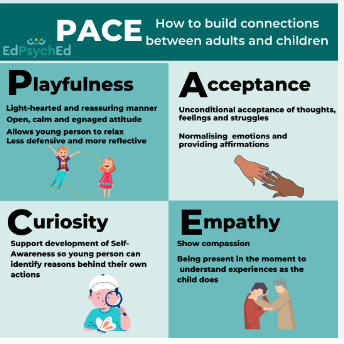 PACE
How to build connections
between adults and children
EdPsychEd
Playfulness
Light-hearted and reassuring manner
Open, calm and egnaged attitude
Allows young person to relax
Less defensive and more reflective
Acceptance
Unconditional acceptance of thoughts,
feelings and struggles
Normalising emotions and
providing affirmations
Curiosity
Support development of Self-
Awareness so young person can
identify reasons behind their own
actions
Empathy
Show compassion
Being present in the moment to
understand experiences as the
child does